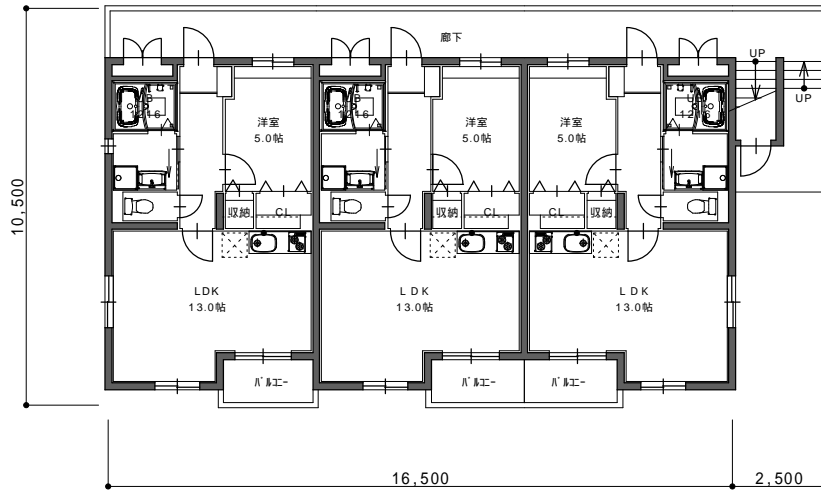 廊下
UP
UP
UB
1216
洋室
5.0帖
UB
1216
洋室
5.0帖
洋室
5.0帖
UB
1216
収納
CL
収納
CL
CL
収納
LDK
13.0帖
LDK
13.0帖
LDK
13.0帖
バルコニー
バルコニー
バルコニー
10,500
16,500
2,500